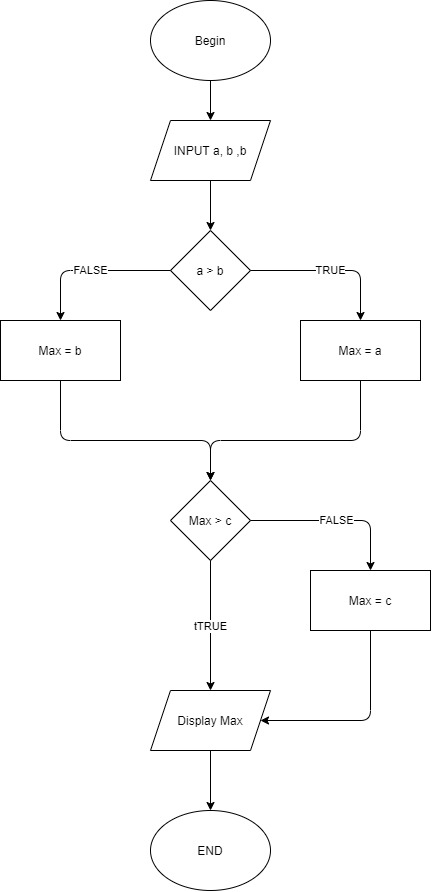 Begin
INPUT a, b ,b
a > b
FALSE
TRUE
Max = b
Max = a
Max > c
FALSE
Max = c
tTRUE
Display Max
END